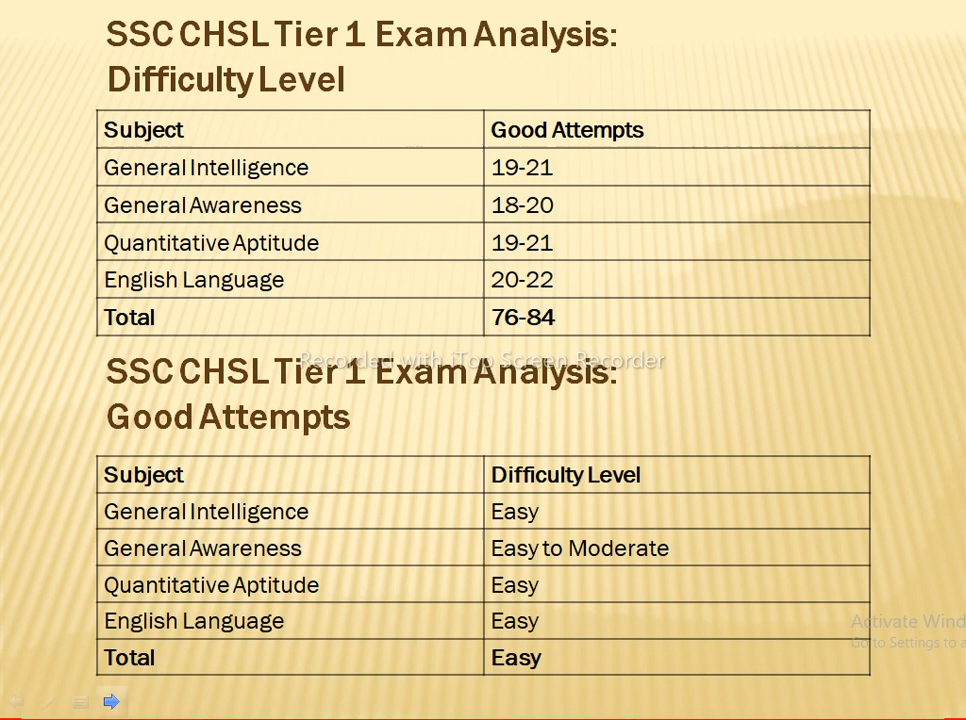 SSC CHSL Tier 1 Exam Analysis:
Difficulty Level
Subject Good Attempts
General Intelligence 19-21
General Awareness 18-20
Quantitative Aptitude 19-21
English Language 20-22
Total 76-84
Recorded with iTop Screen Recorder
SSC CHSL Tier 1 Exam Analysis:
Good Attempts
Subject Difficulty Level
General Intelligence Easy
General Awareness Easy to Moderate
Quantitative Aptitude Easy
English Language Easy
Total Easy
Activate Wind
Go to Settings to a